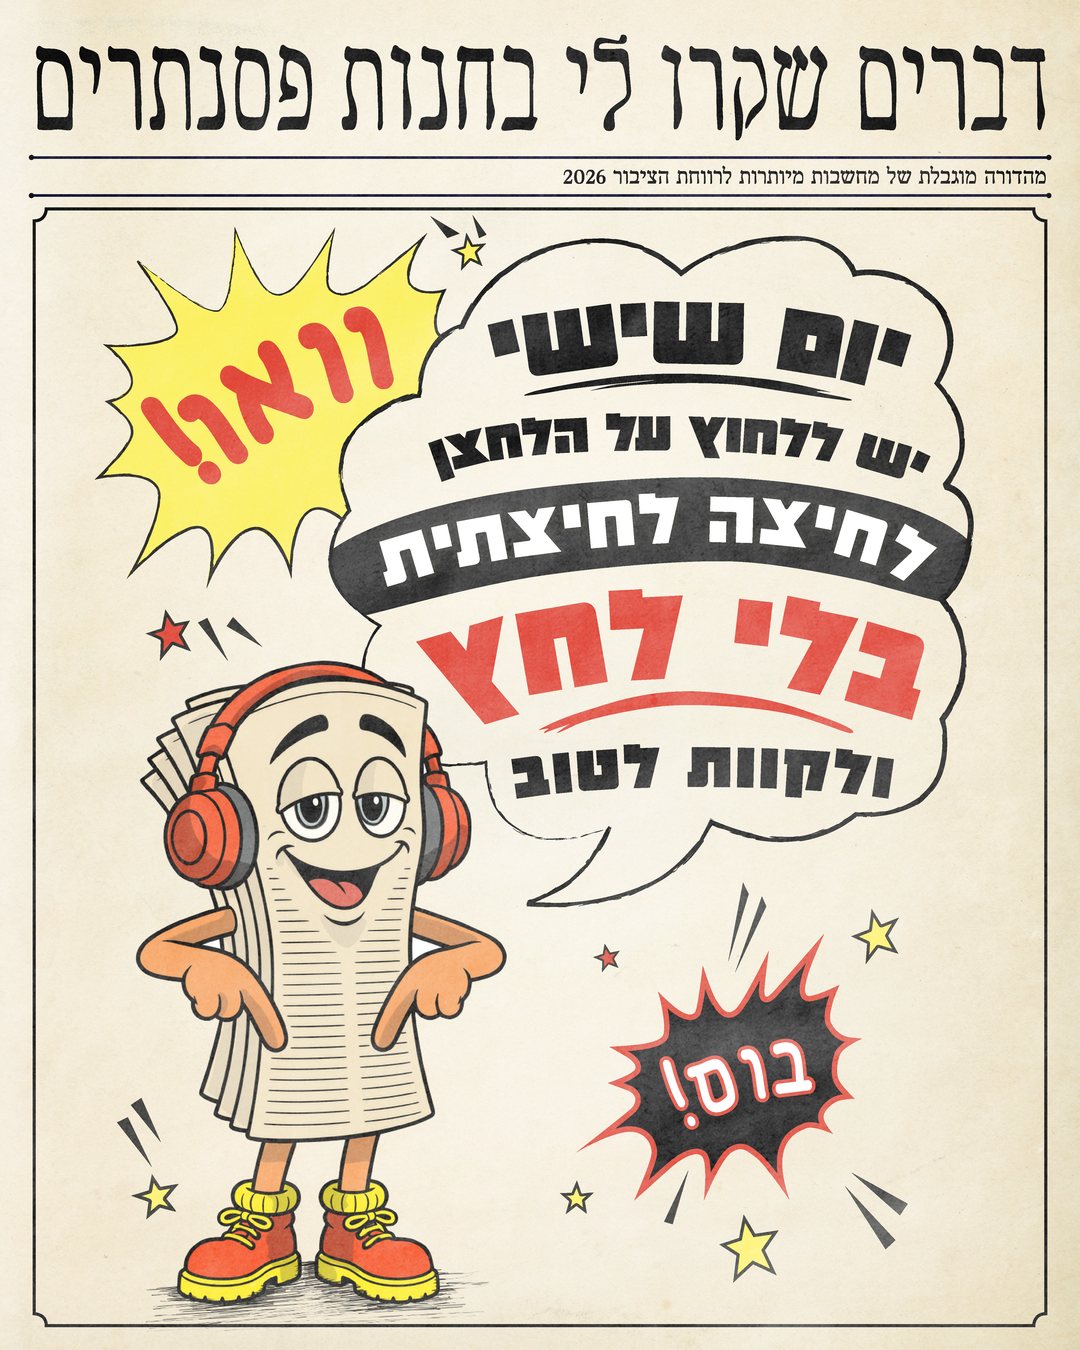 דברים שקרו לי בחנות פסנתרים
מהדורה מוגבלת של מחשבות מיותרות לרווחת הציבור 2026
וואו!
יום שישי
יש ללחוץ על הלחצן
לחיצה לחיצתית
בלי לחץ
ולקוות לטוב
בוס!